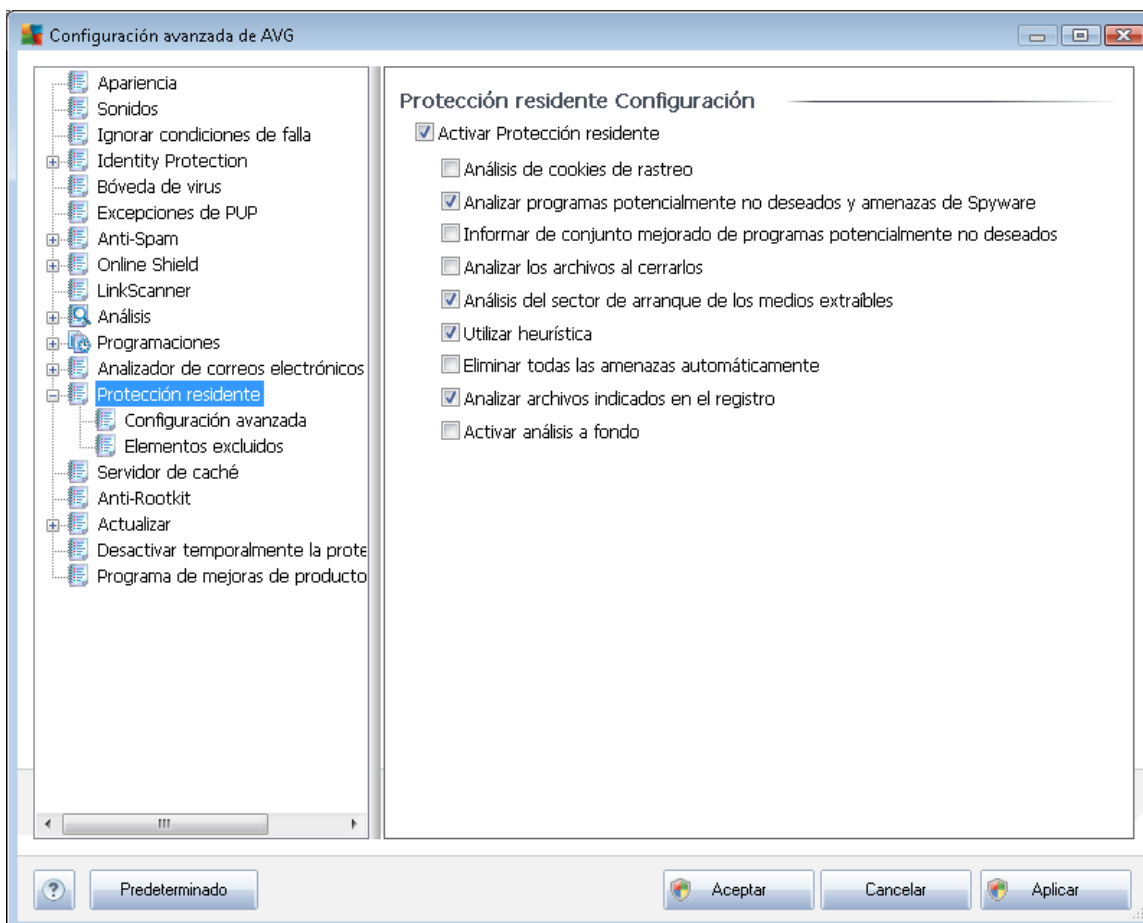 Configuración avanzada de AVG
Apariencia
Sonidos
Ignorar condiciones de falla
Identity Protection
Bóveda de virus
Excepciones de PUP
Anti-Spam
Online Shield
LinkScanner
Análisis
Programaciones
Analizador de correos electrónicos
Protección residente
Configuración avanzada
Elementos excluidos
Servidor de caché
Anti-Rootkit
Actualizar
Desactivar temporalmente la prote
Programa de mejoras de producto
Protección residente Configuración
Activar Protección residente
Análisis de cookies de rastreo
Analizar programas potencialmente no deseados y amenazas de Spyware
Informar de conjunto mejorado de programas potencialmente no deseados
Analizar los archivos al cerrarlos
Análisis del sector de arranque de los medios extraíbles
Utilizar heurística
Eliminar todas las amenazas automáticamente
Analizar archivos indicados en el registro
Activar análisis a fondo
? Predeterminado Aceptar Cancelar Aplicar